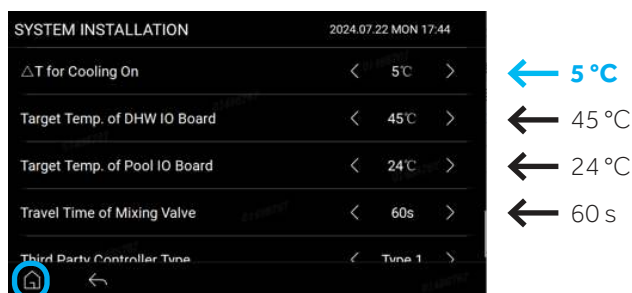 SYSTEM INSTALLATION 2024.07.22 MON 17:44
△T for Cooling On < 5℃ > 5 °C
Target Temp. of DHW IO Board < 45℃ > 45 °C
Target Temp. of Pool IO Board < 24℃ > 24 °C
Travel Time of Mixing Valve < 60s > 60 s
Third Party Controller Type < Type 1 >